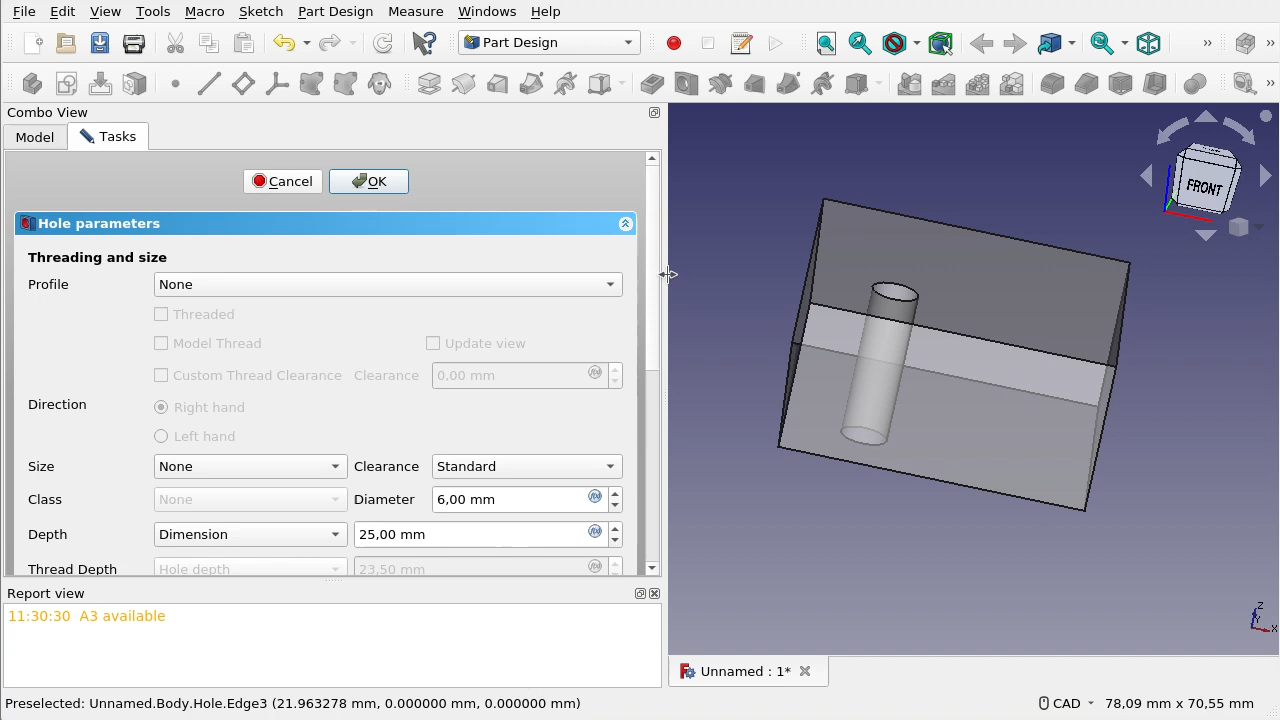 File Edit View Tools Macro Sketch Part Design Measure Windows Help
Part Design
Combo View
Model Tasks
Cancel OK
Hole parameters
Threading and size
Profile None
Threaded
Model Thread Update view
Custom Thread Clearance Clearance 0,00 mm
Direction Right hand
Left hand
Size None Clearance Standard
Class None Diameter 6,00 mm
Depth Dimension 25,00 mm
Thread Depth Hole depth 23,50 mm
Report view
11:30:30 A3 available
FRONT
Z
Y
X
Unnamed : 1*
Preselected: Unnamed.Body.Hole.Edge3 (21.963278 mm, 0.000000 mm, 0.000000 mm)
CAD 78,09 mm x 70,55 mm